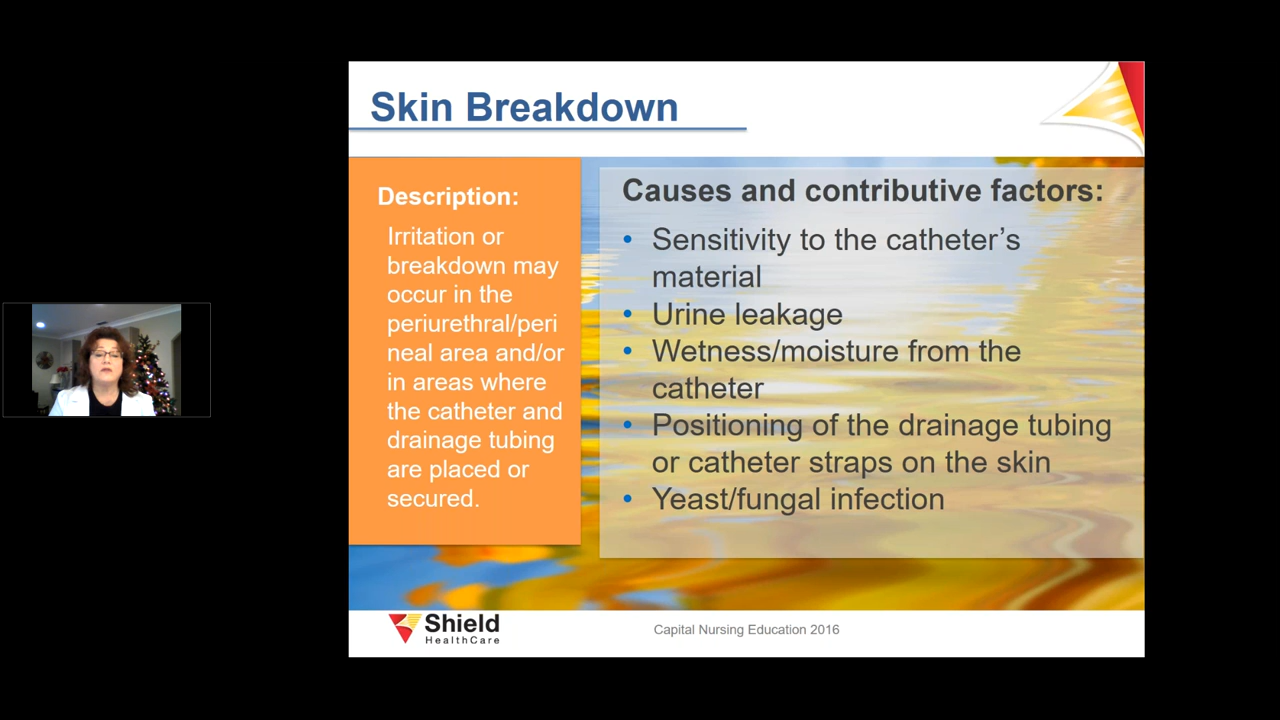 Skin Breakdown
Description:
Irritation or
breakdown may
occur in the
periurethral/peri
neal area and/or
in areas where
the catheter and
drainage tubing
are placed or
secured.
Causes and contributive factors:
• Sensitivity to the catheter’s
material
• Urine leakage
• Wetness/moisture from the
catheter
• Positioning of the drainage tubing
or catheter straps on the skin
• Yeast/fungal infection
Shield
HealthCare
Capital Nursing Education 2016